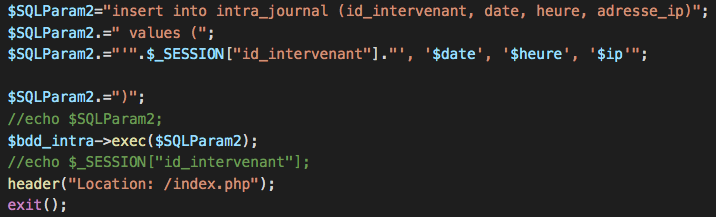 $SQLParam2="insert into intra_journal (id_intervenant, date, heure, adresse_ip)";
$SQLParam2.=" values (";
$SQLParam2.="'".$_SESSION["id_intervenant"]."', '$date', '$heure', '$ip'";
$SQLParam2.=")";
//echo $SQLParam2;
$bdd_intra->exec($SQLParam2);
//echo $_SESSION["id_intervenant"];
header("Location: /index.php");
exit();